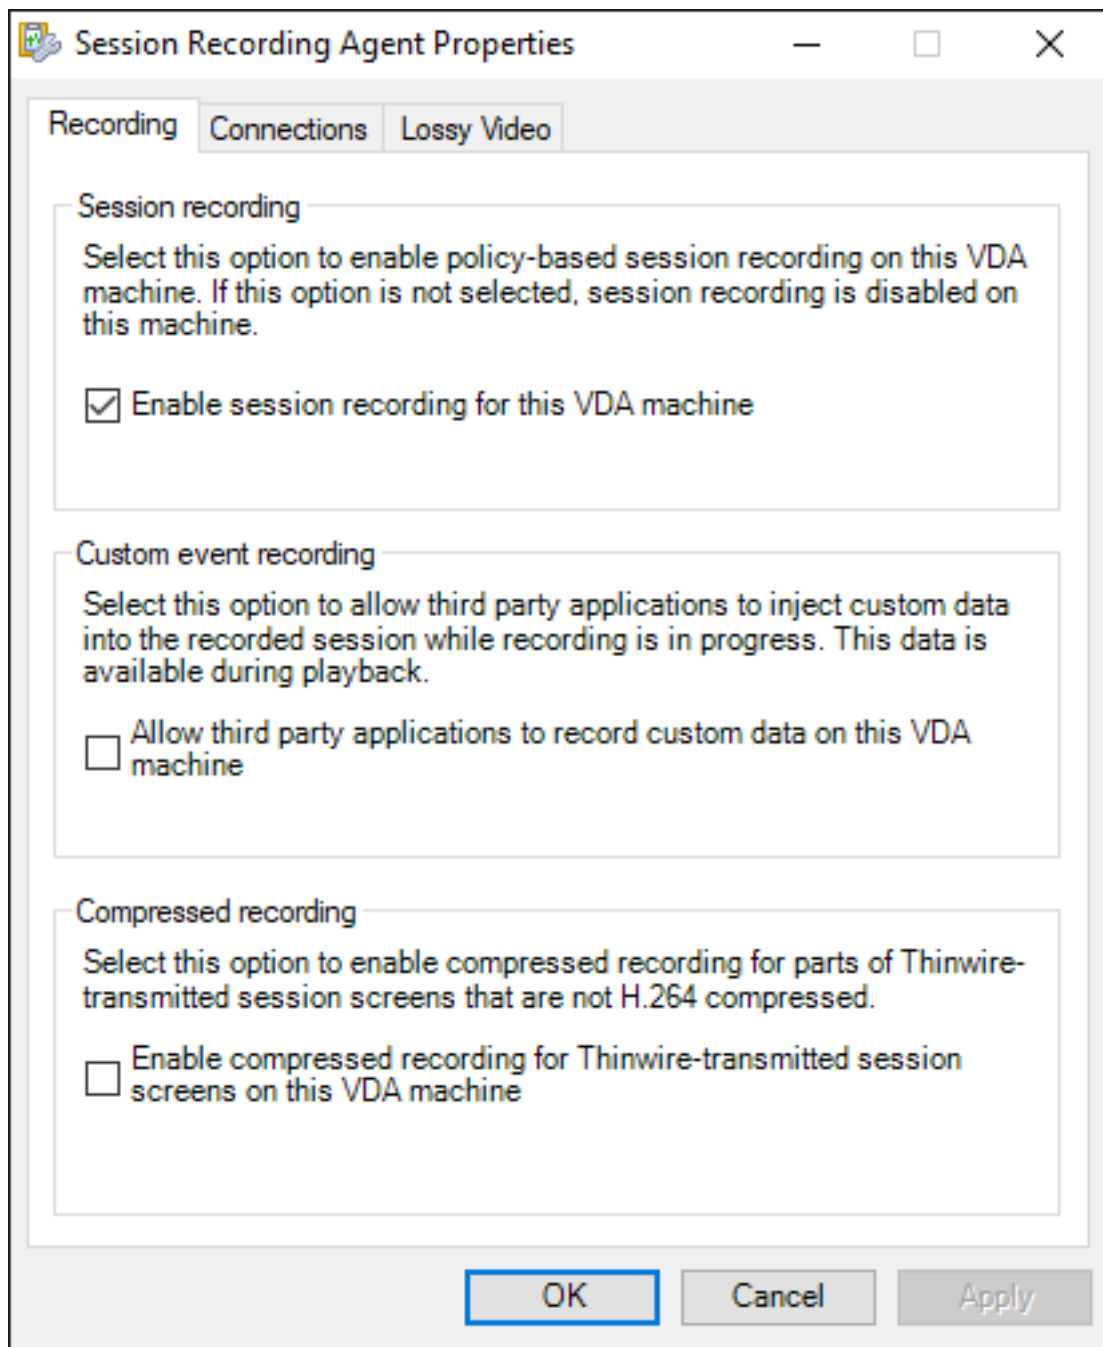 Session Recording Agent Properties
Recording
Connections
Lossy Video
Session recording
Select this option to enable policy-based session recording on this VDA
machine. If this option is not selected, session recording is disabled on
this machine.
Enable session recording for this VDA machine
Custom event recording
Select this option to allow third party applications to inject custom data
into the recorded session while recording is in progress. This data is
available during playback.
Allow third party applications to record custom data on this VDA
machine
Compressed recording
Select this option to enable compressed recording for parts of Thinwire-
transmitted session screens that are not H.264 compressed.
Enable compressed recording for Thinwire-transmitted session
screens on this VDA machine
OK
Cancel
Apply